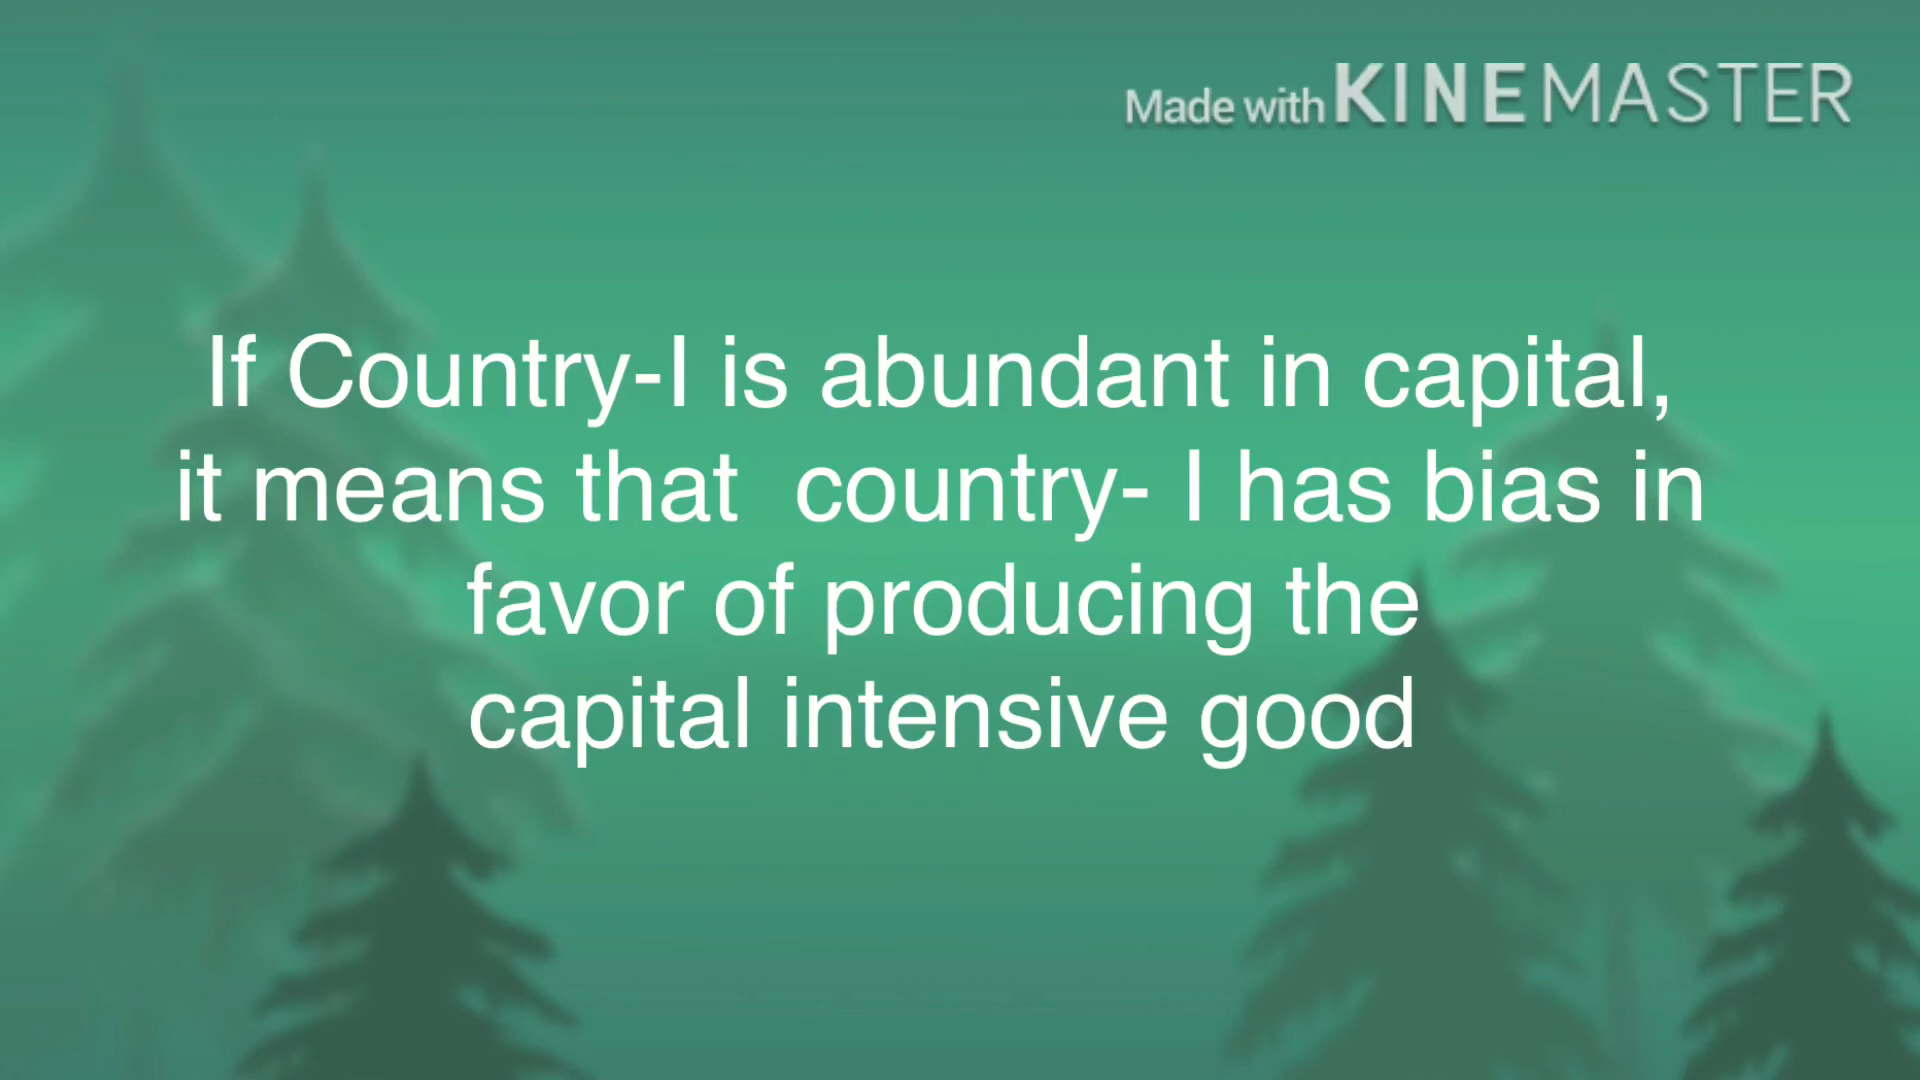 Made with KINEMASTER
If Country-I is abundant in capital,
it means that  country- I has bias in
favor of producing the
capital intensive good